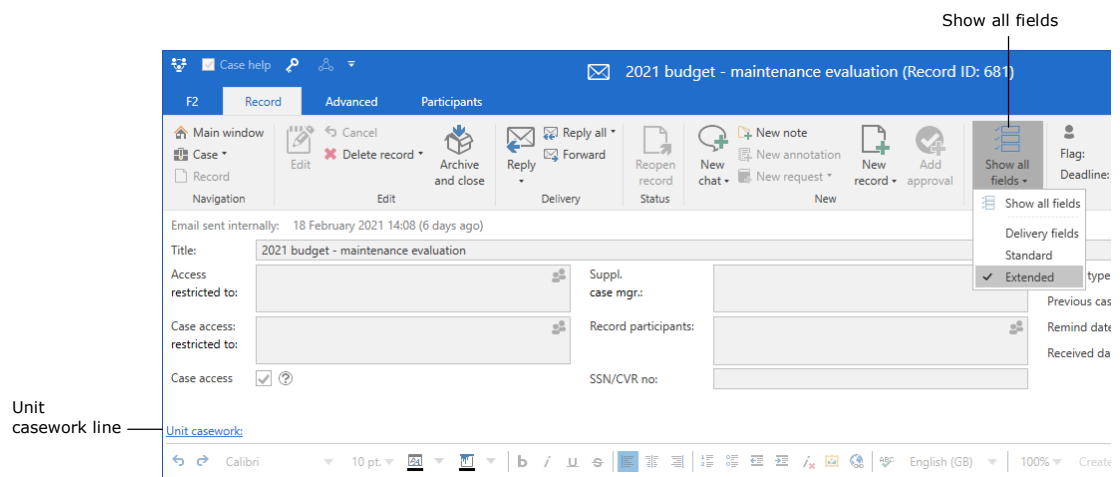 Show all fields
Case help
2021 budget - maintenance evaluation (Record ID: 681)
F2 Record Advanced Participants
Main window
Case
Record
Navigation
Edit
Cancel
Delete record
Archive
and close
Edit
Reply
Reply all
Forward
Delivery
Reopen
record
Status
New
chat
New note
New annotation
New request
New
record
Add
approval
New
Show all
fields
Flag:
Deadline:
Show all fields
Delivery fields
Standard
Extended
Email sent internally: 18 February 2021 14:08 (6 days ago)
Title: 2021 budget - maintenance evaluation
Access
restricted to:
Suppl.
case mgr.:
type
Previous cas
Case access:
restricted to:
Record participants:
Remind date
Received da
Case access
SSN/CVR no:
Unit
casework line
Unit casework:
Calibri 10 pt. b i u s ABC English (GB) 100% Create